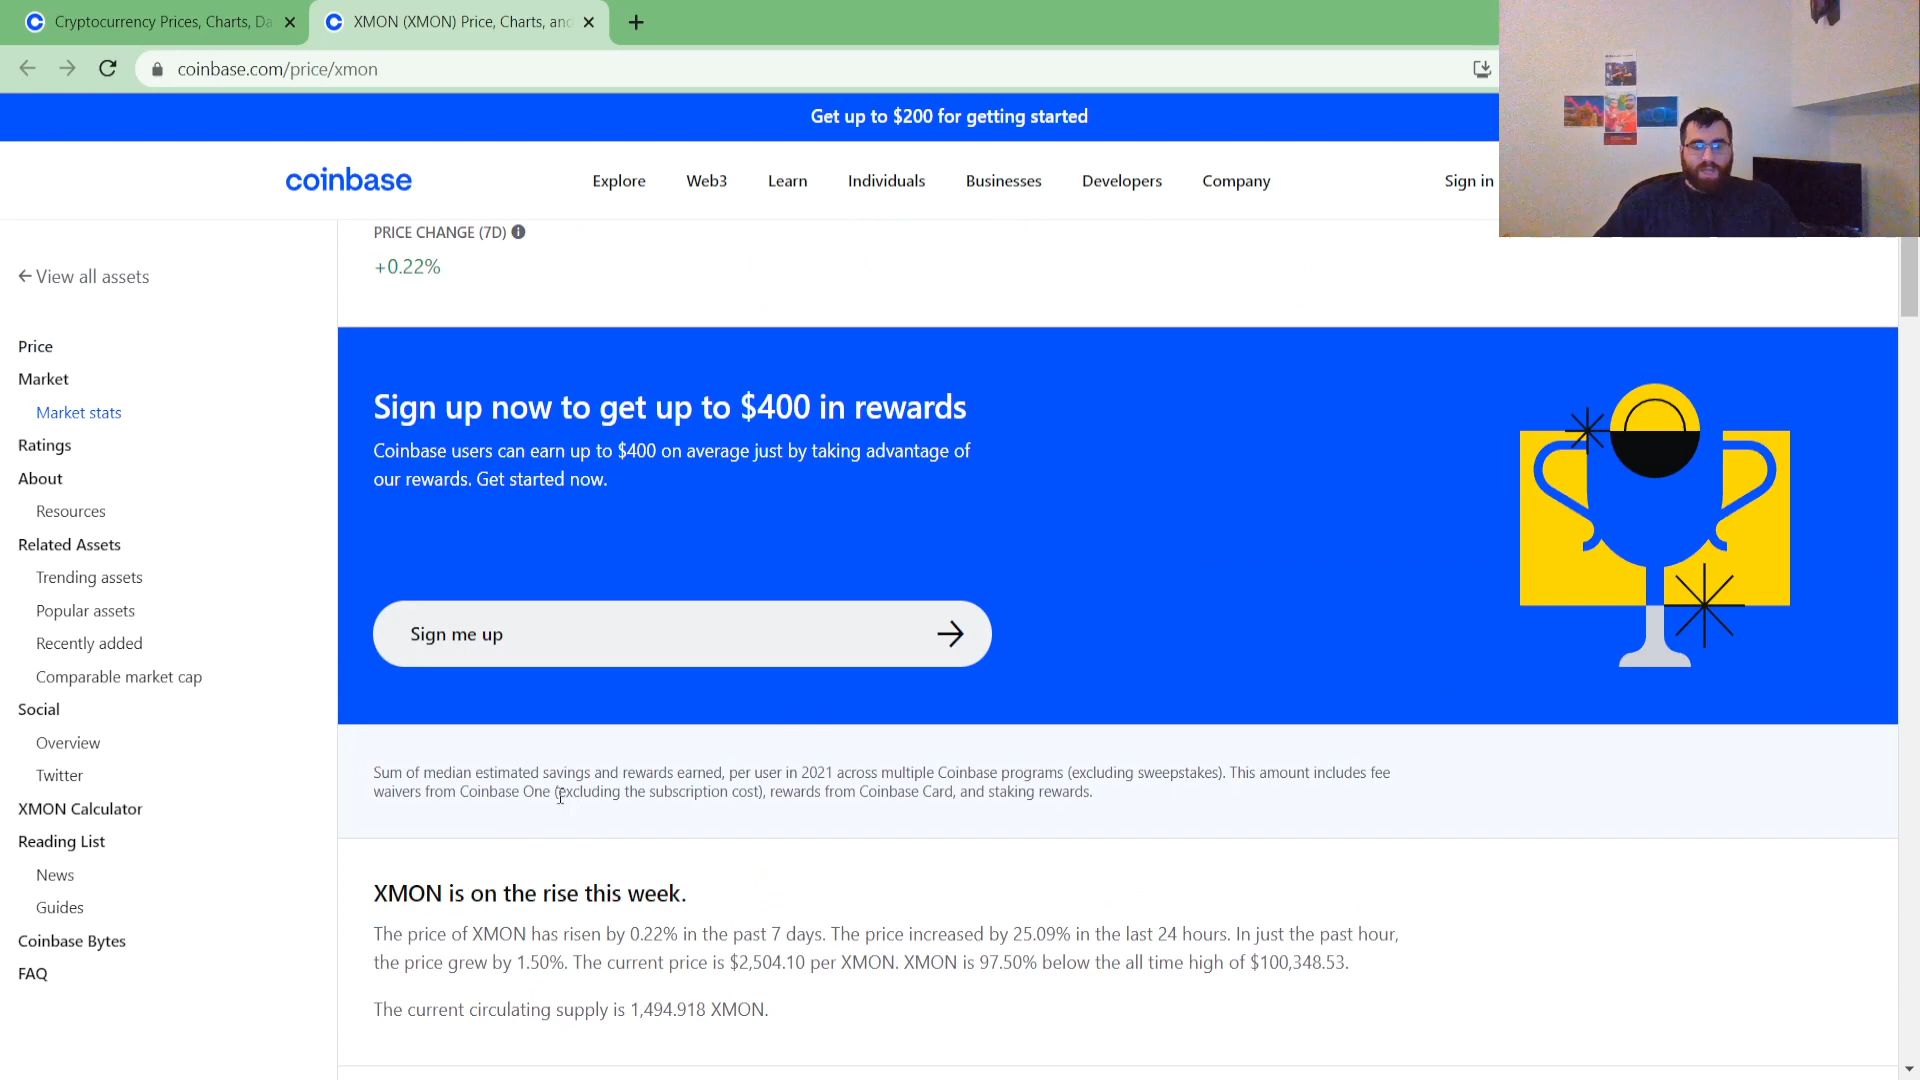 Cryptocurrency Prices, Charts, Da
XMON (XMON) Price, Charts, and
coinbase.com/price/xmon
Get up to $200 for getting started
coinbase
Explore
Web3
Learn
Individuals
Businesses
Developers
Company
Sign in
View all assets
Price
Market
Market stats
Ratings
About
Resources
Related Assets
Trending assets
Popular assets
Recently added
Comparable market cap
Social
Overview
Twitter
XMON Calculator
Reading List
News
Guides
Coinbase Bytes
FAQ
PRICE CHANGE (7D)
+0.22%
Sign up now to get up to $400 in rewards
Coinbase users can earn up to $400 on average just by taking advantage of
our rewards. Get started now.
Sign me up
Sum of median estimated savings and rewards earned, per user in 2021 across multiple Coinbase programs (excluding sweepstakes). This amount includes fee
waivers from Coinbase One (excluding the subscription cost), rewards from Coinbase Card, and staking rewards.
XMON is on the rise this week.
The price of XMON has risen by 0.22% in the past 7 days. The price increased by 25.09% in the last 24 hours. In just the past hour,
the price grew by 1.50%. The current price is $2,504.10 per XMON. XMON is 97.50% below the all time high of $100,348.53.
The current circulating supply is 1,494.918 XMON.